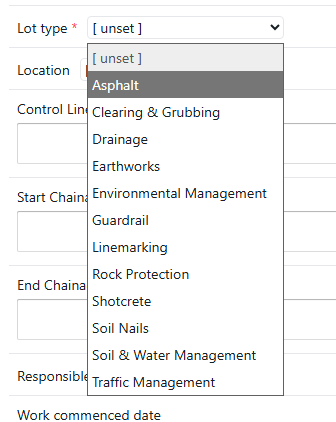 Lot type * [ unset ]
[ unset ]
Location
Asphalt
Control Line
Clearing & Grubbing
Drainage
Earthworks
Environmental Management
Start Chaina
Guardrail
Linemarking
Rock Protection
End Chaina
Shotcrete
Soil Nails
Soil & Water Management
Responsible
Traffic Management
Work commenced date